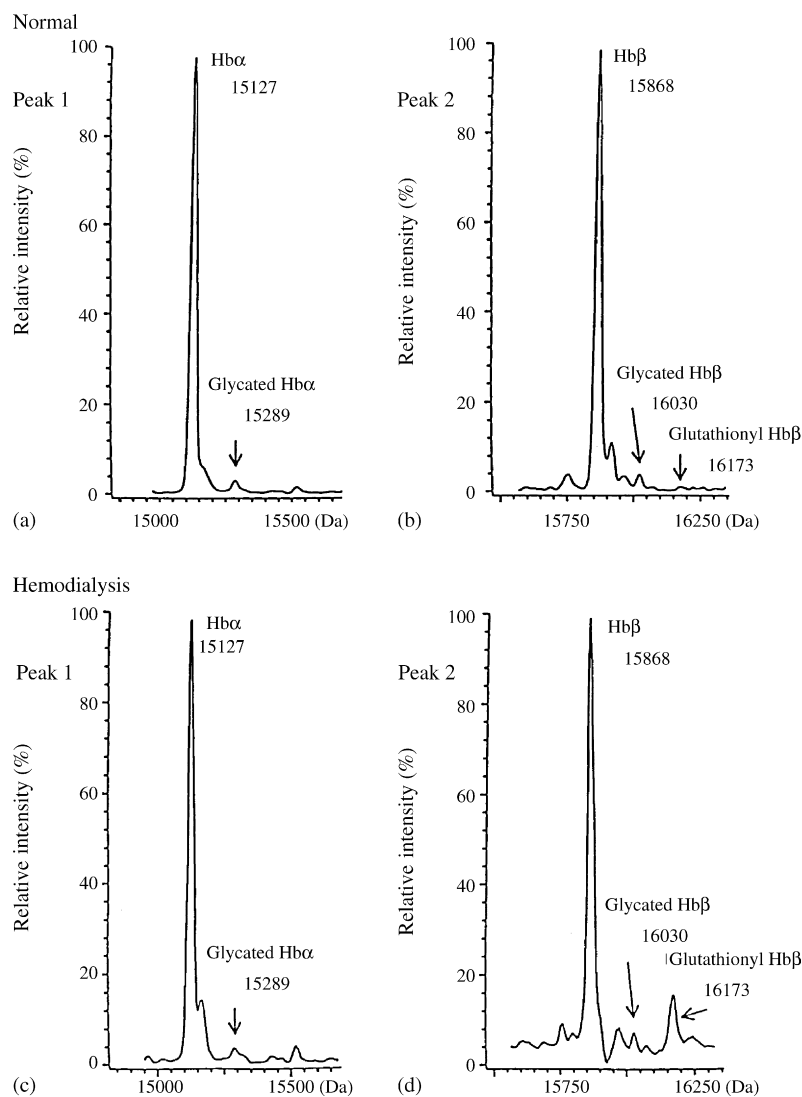 Normal
100
80
60
40
20
0
Relative intensity (%)
Peak 1
Hbα
15127
Glycated Hbα
15289
15000
15500 (Da)
(a)
100
80
60
40
20
0
Relative intensity (%)
Peak 2
Hbβ
15868
Glycated Hbβ
16030
Glutathionyl Hbβ
16173
15750
16250 (Da)
(b)
Hemodialysis
100
80
60
40
20
0
Relative intensity (%)
Peak 1
Hbα
15127
Glycated Hbα
15289
15000
15500 (Da)
(c)
100
80
60
40
20
0
Relative intensity (%)
Peak 2
Hbβ
15868
Glycated Hbβ
16030
Glutathionyl Hbβ
16173
15750
16250 (Da)
(d)